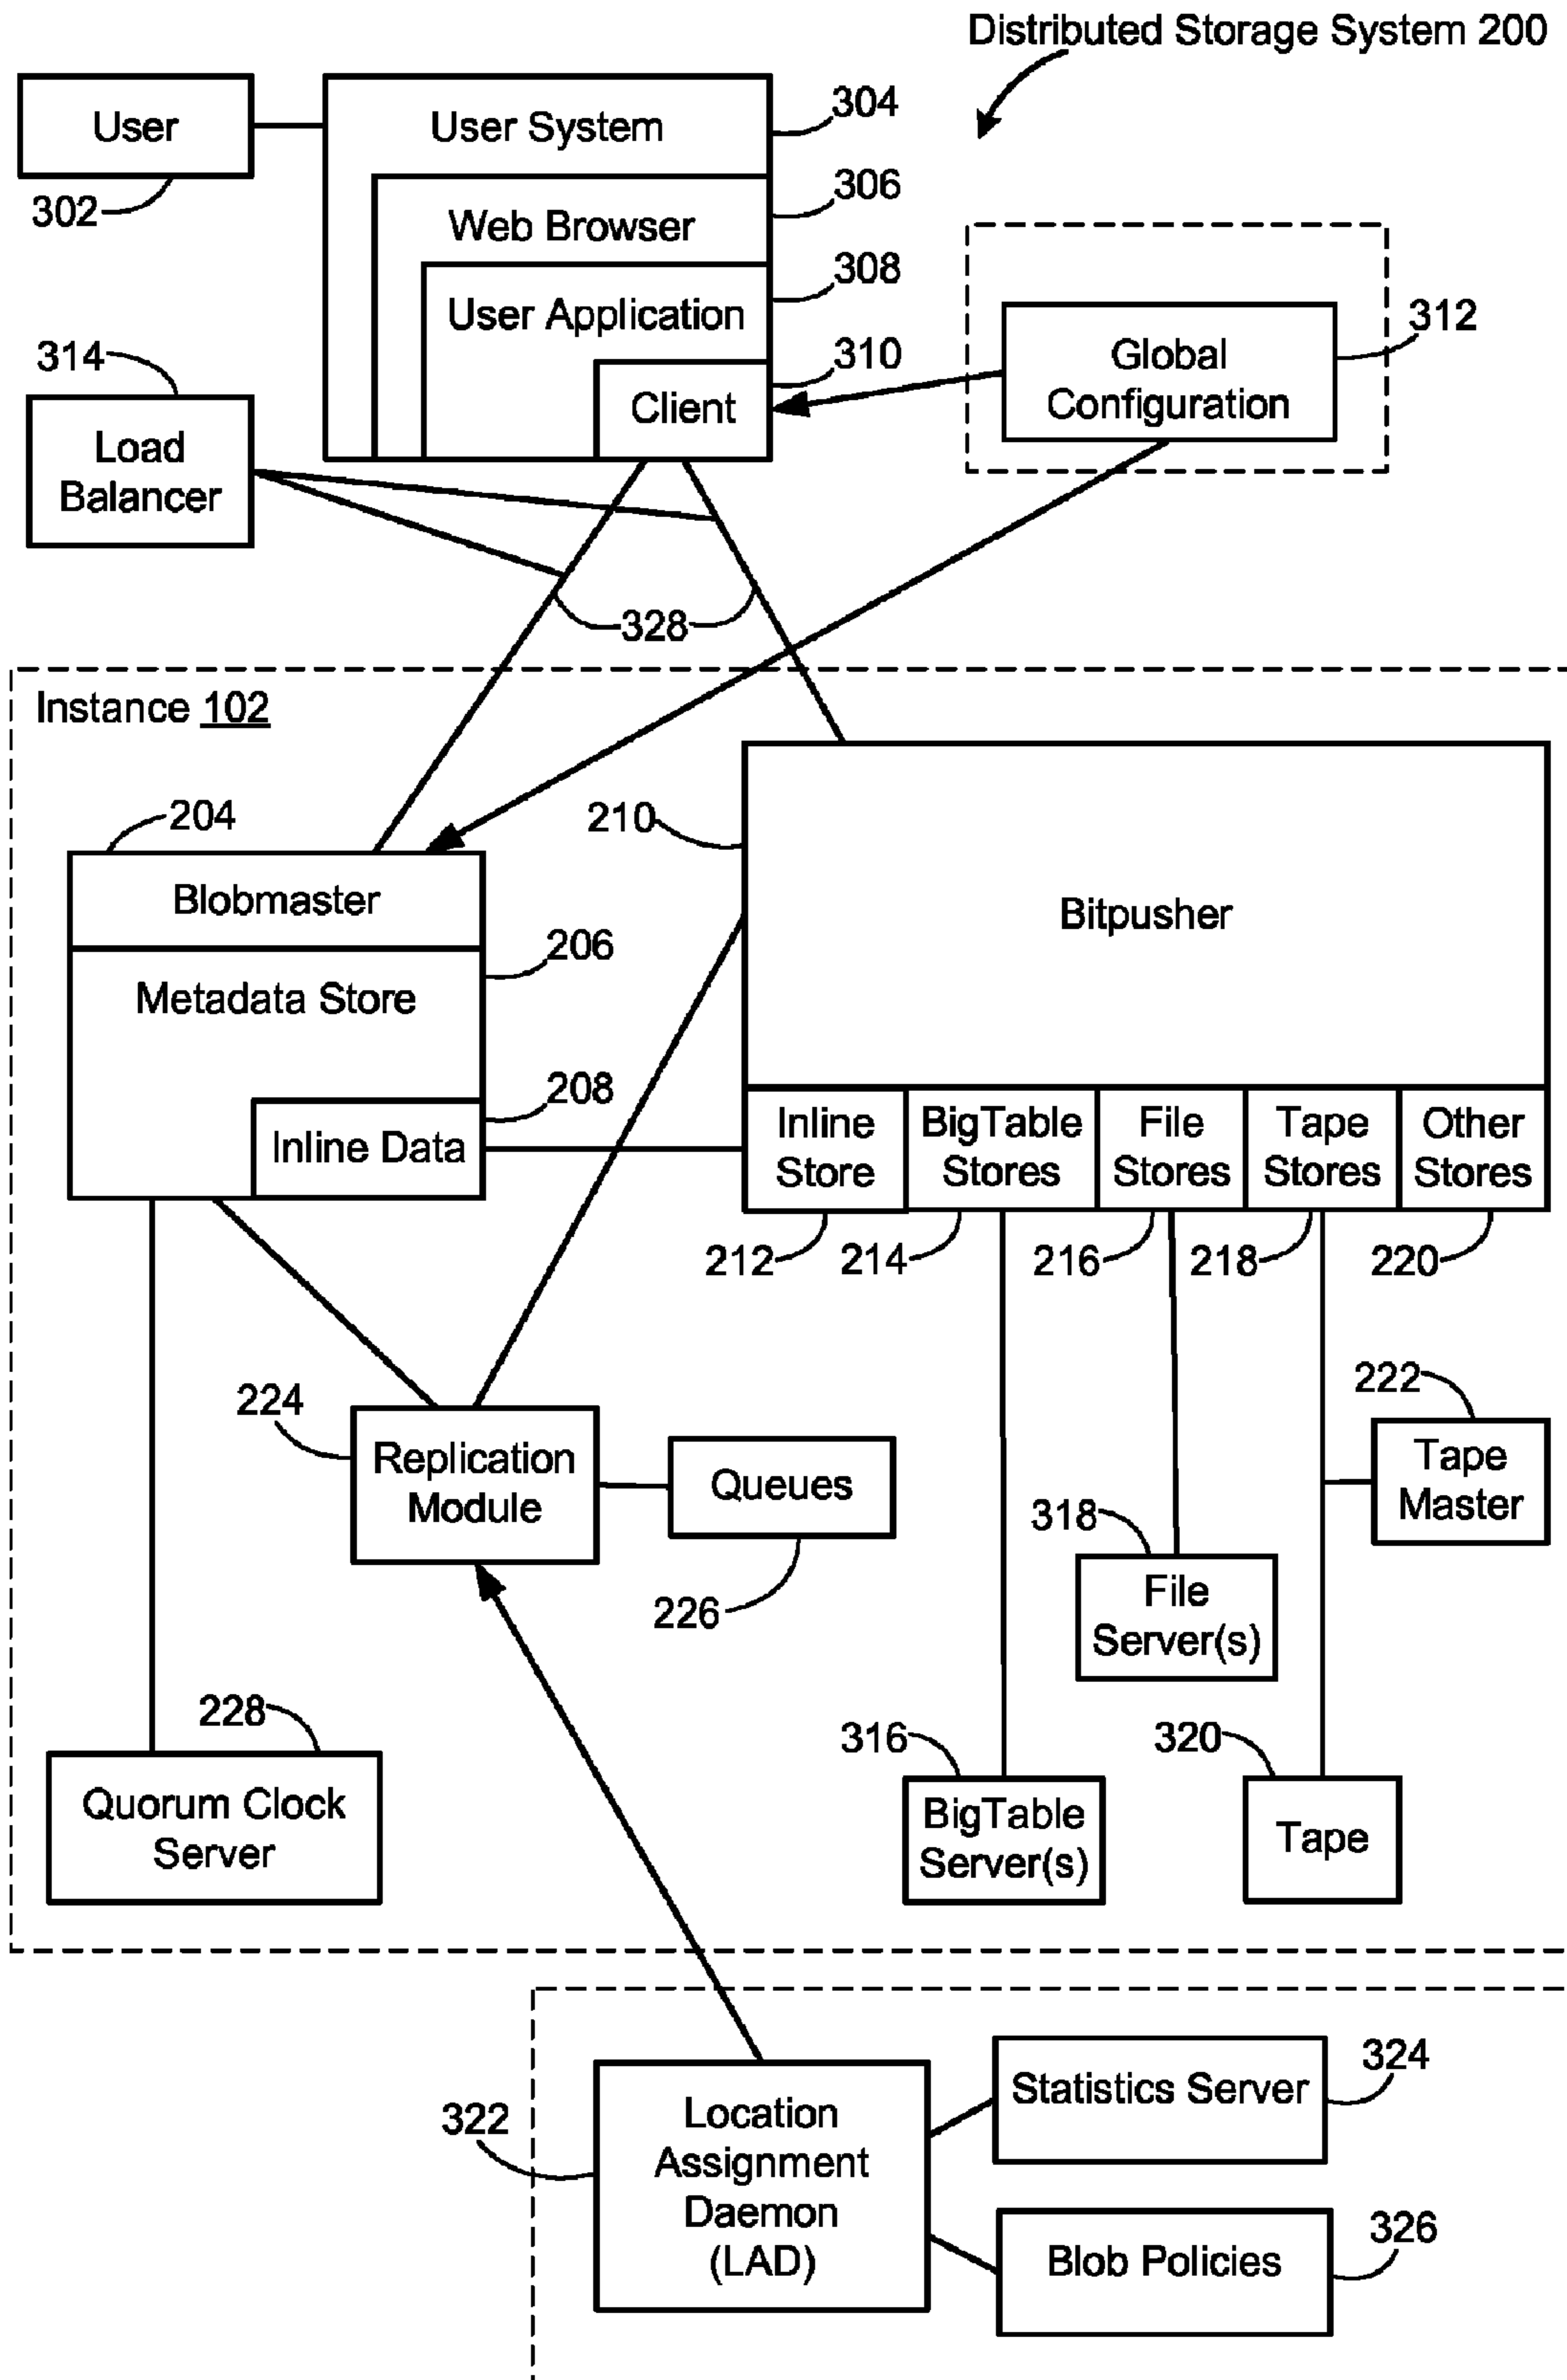 Distributed Storage System 200
User
302
User System
304
Web Browser
306
User Application
308
Client
310
Global
Configuration
312
314
Load
Balancer
328
Instance 102
204
Blobmaster
206
Metadata Store
208
Inline Data
210
Bitpusher
Inline
Store
BigTable
Stores
File
Stores
Tape
Stores
Other
Stores
212
214
216
218
220
224
Replication
Module
Queues
226
222
Tape
Master
318
File
Server(s)
228
Quorum Clock
Server
316
BigTable
Server(s)
320
Tape
322
Location
Assignment
Daemon
(LAD)
Statistics Server
324
Blob Policies
326